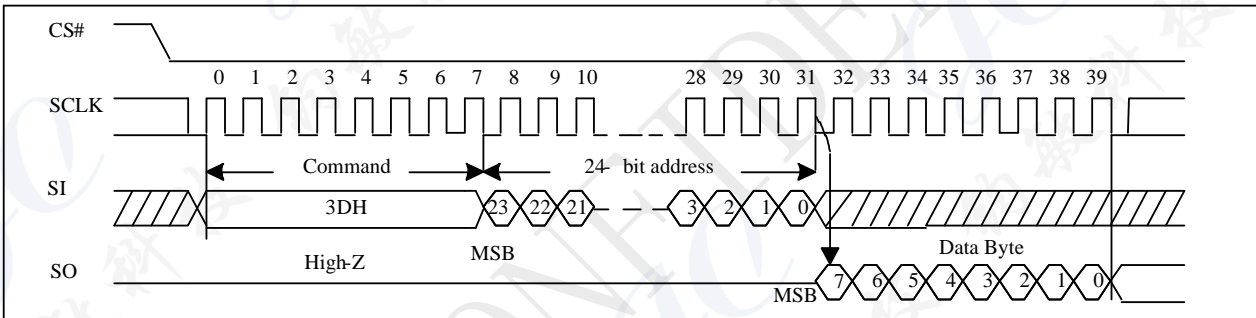 CS#
0 1 2 3 4 5 6 7 8 9 10 28 29 30 31 32 33 34 35 36 37 38 39
SCLK
Command 24- bit address
SI
3DH 23 22 21 3 2 1 0
MSB Data Byte
High-Z
SO
MSB 7 6 5 4 3 2 1 0